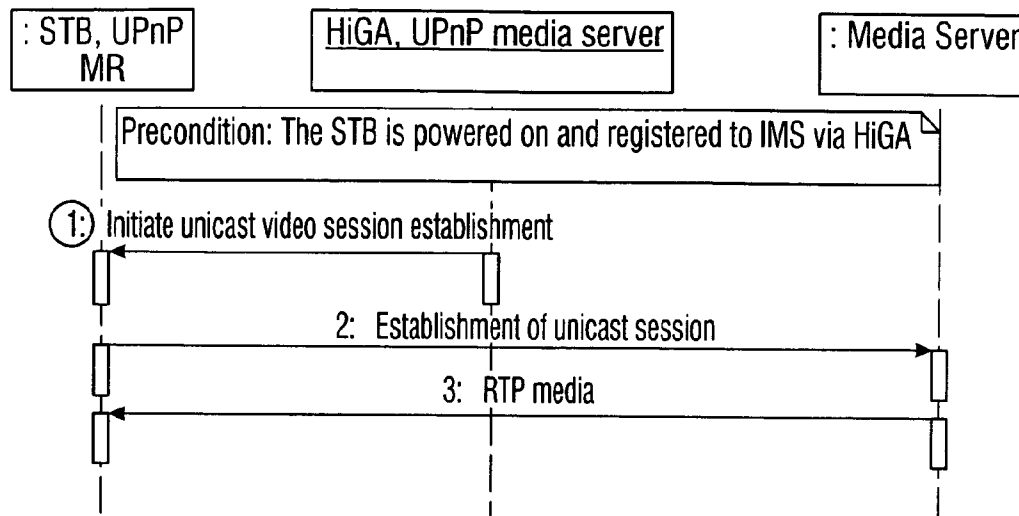 : STB, UPnP
MR
HiGA, UPnP media server
: Media Server
Precondition: The STB is powered on and registered to IMS via HiGA
1: Initiate unicast video session establishment
2: Establishment of unicast session
3: RTP media